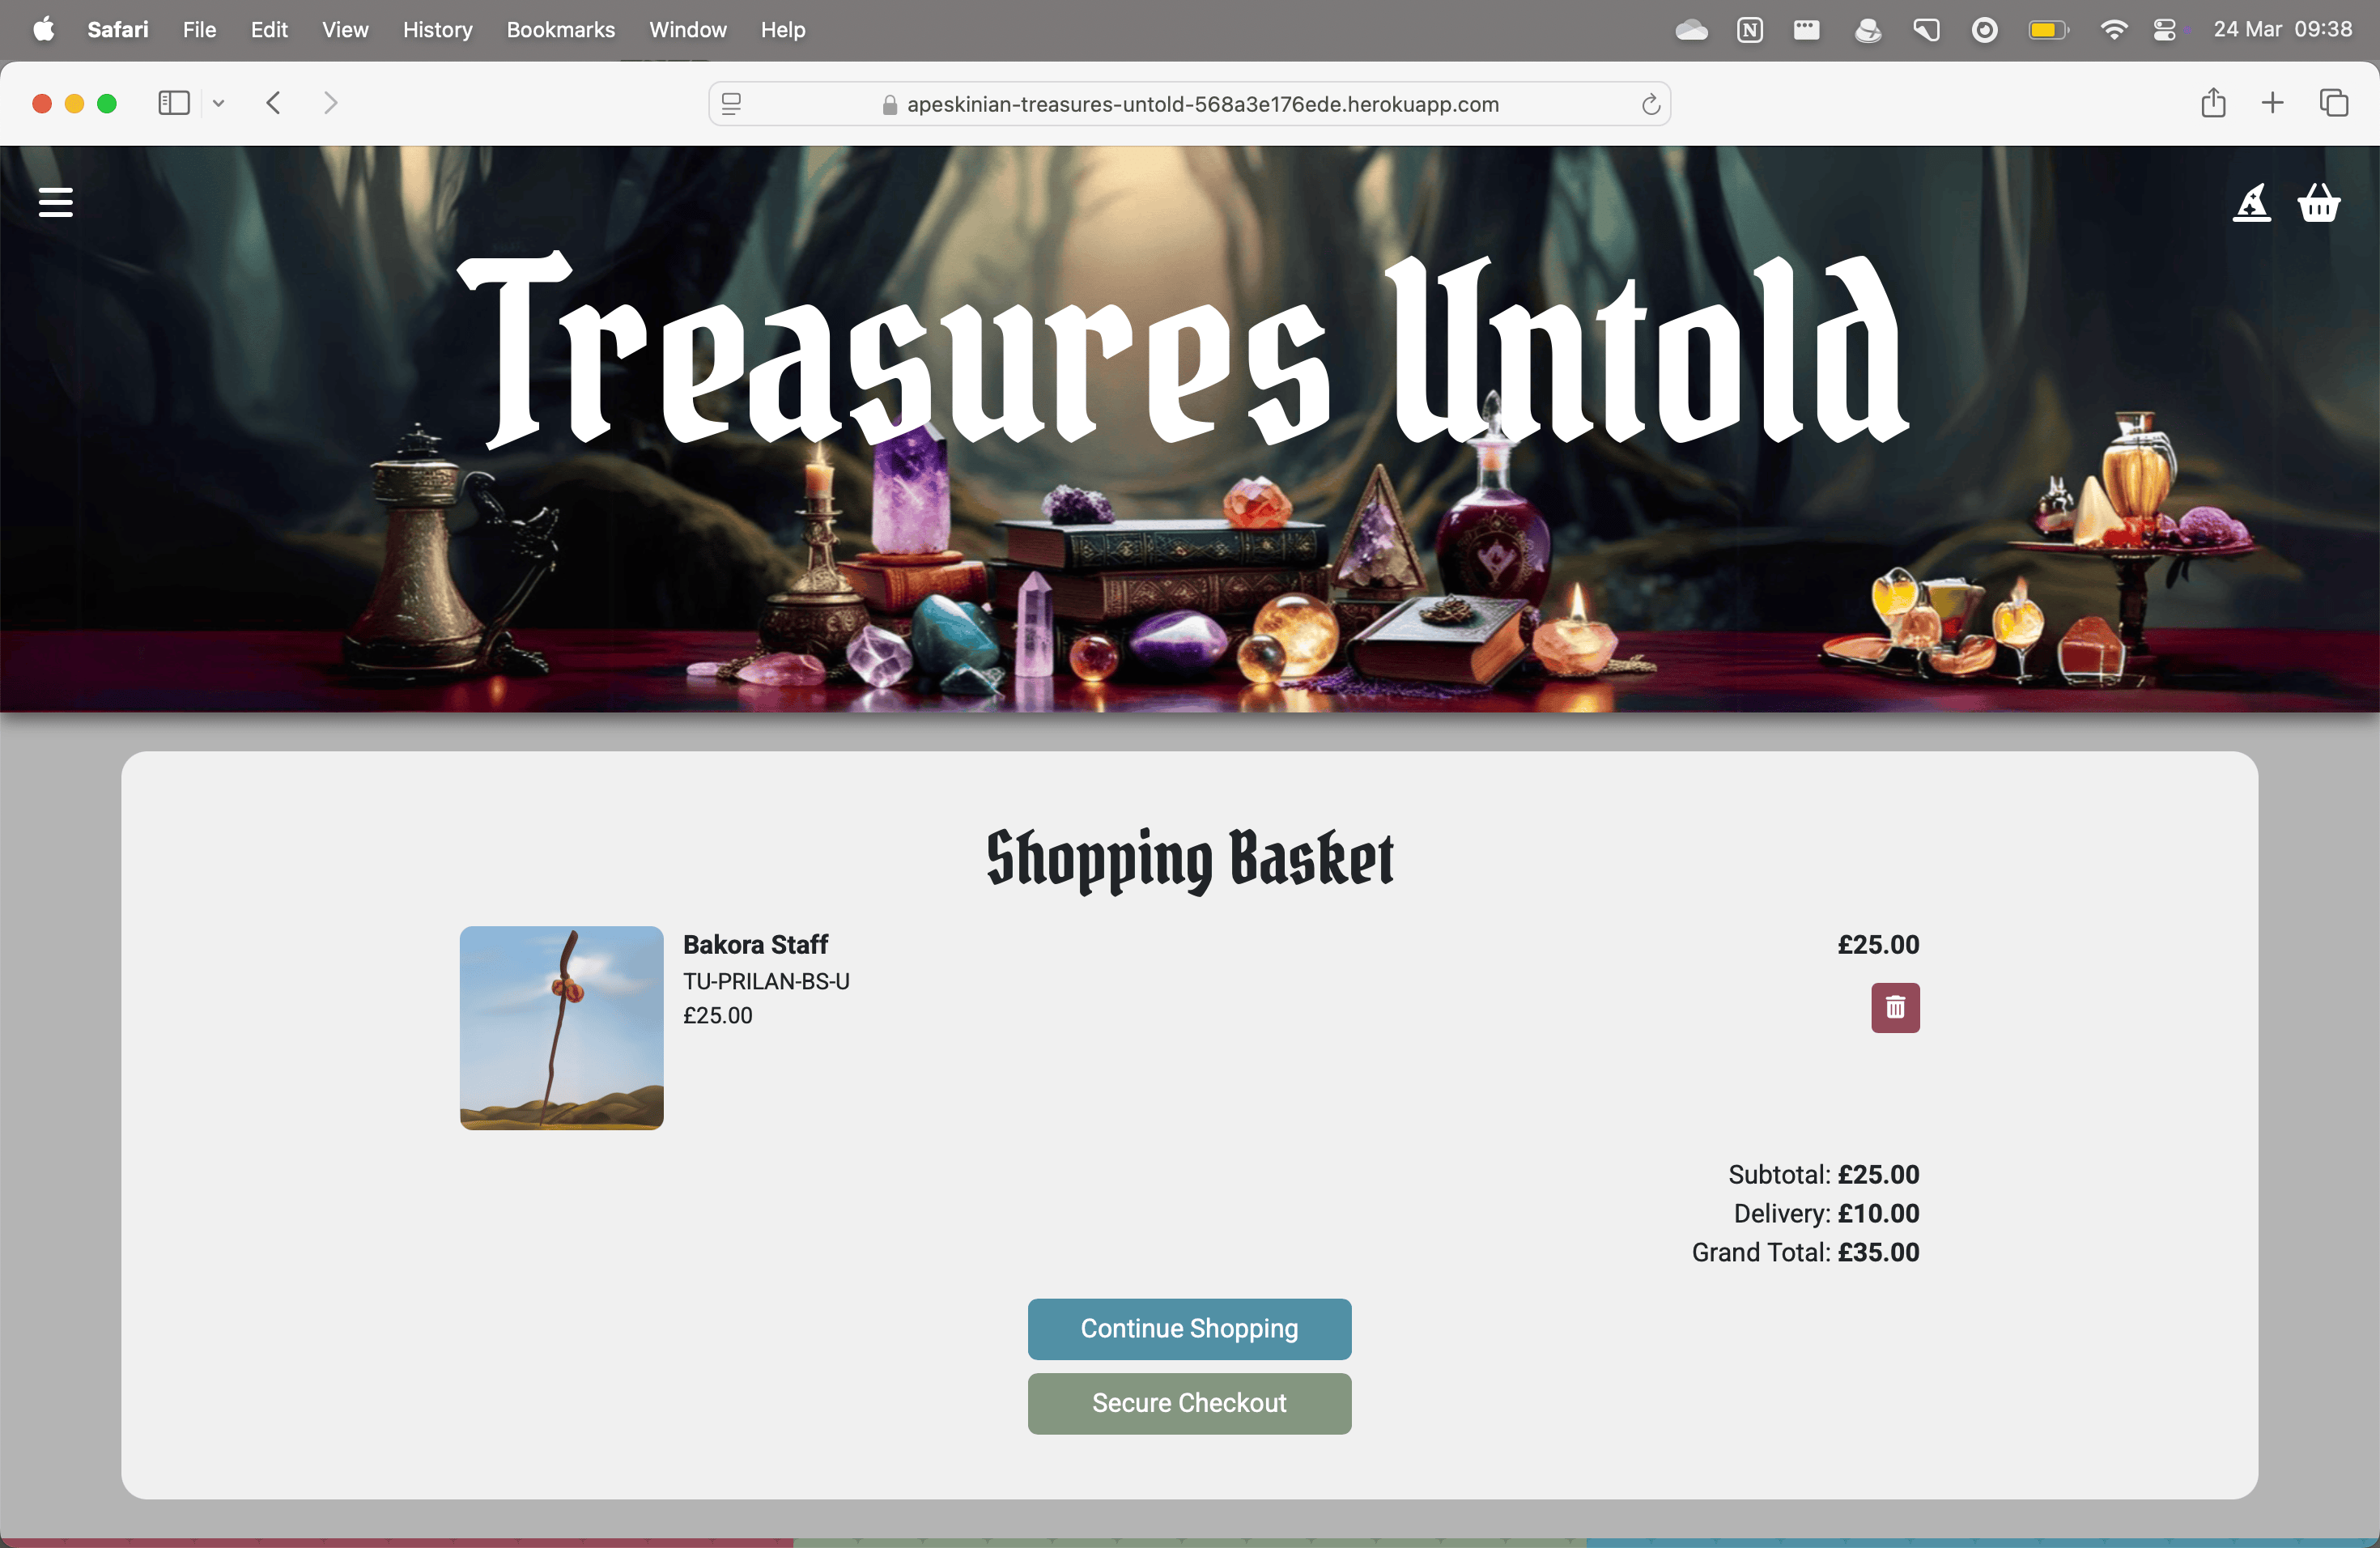 Safari File Edit View History Bookmarks Window Help 24 Mar 09:38
apeskinian-treasures-untold-568a3e176ede.herokuapp.com
Treasures Untold
Shopping Basket
Bakora Staff £25.00
TU-PRILAN-BS-U
£25.00
Subtotal: £25.00
Delivery: £10.00
Grand Total: £35.00
Continue Shopping
Secure Checkout